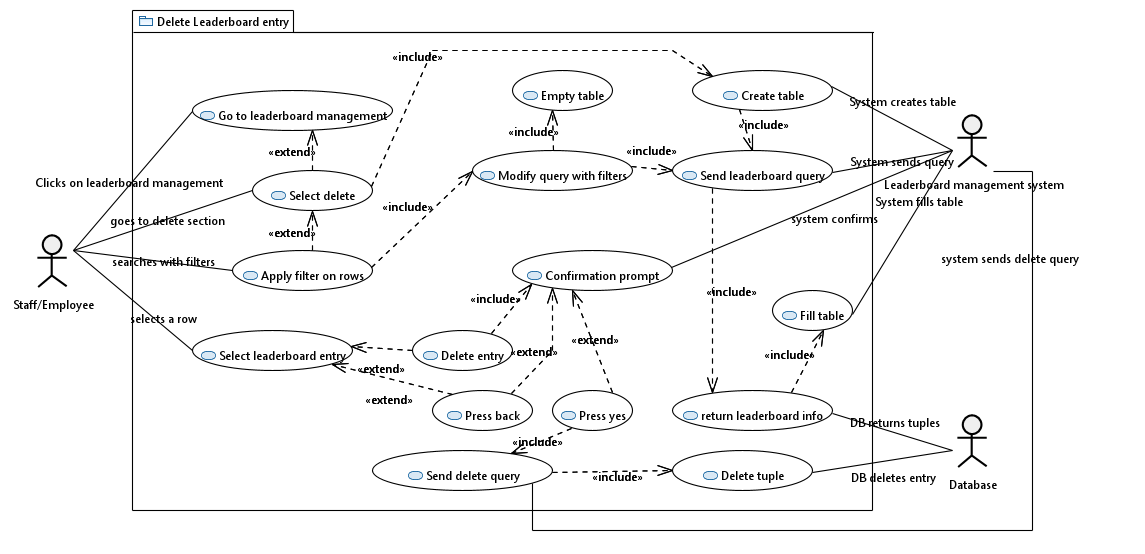 Delete Leaderboard entry
«include»
Empty table
Create table
System creates table
Go to leaderboard management
«include»
«include»
«extend»
«include»
System sends query
Clicks on leaderboard management
Select delete
Modify query with filters
Send leaderboard query
Leaderboard management system
«include»
System fills table
goes to delete section
system confirms
«extend»
searches with filters
Apply filter on rows
Confirmation prompt
system sends delete query
Staff/Employee
«include»
«include»
Fill table
selects a row
«extend»
Select leaderboard entry
Delete entry
«extend»
«include»
«extend»
«extend»
Press back
Press yes
return leaderboard info
DB returns tuples
«include»
Send delete query
«include»
Delete tuple
DB deletes entry
Database